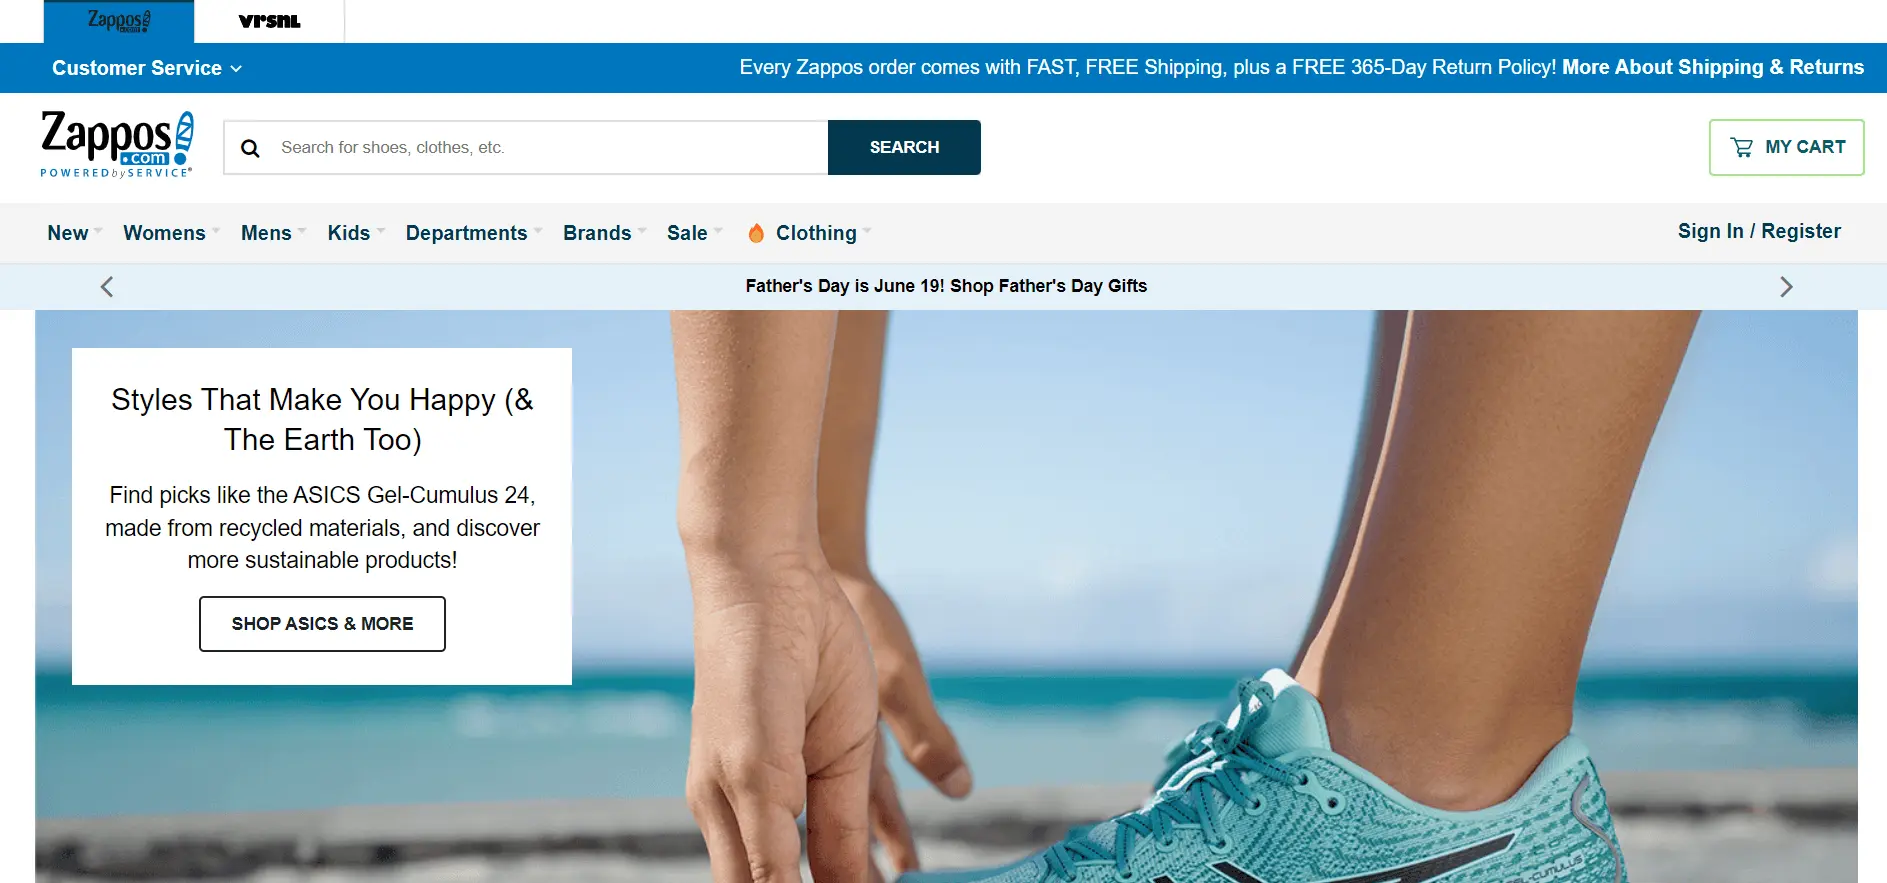 Zappos
.com
vrsnl
Customer Service
Every Zappos order comes with FAST, FREE Shipping, plus a FREE 365-Day Return Policy! More About Shipping & Returns
Zappos
.com
POWERED by SERVICE®
Search for shoes, clothes, etc.
SEARCH
MY CART
New
Womens
Mens
Kids
Departments
Brands
Sale
Clothing
Sign In / Register
Father's Day is June 19! Shop Father's Day Gifts
Styles That Make You Happy (&
The Earth Too)
Find picks like the ASICS Gel-Cumulus 24,
made from recycled materials, and discover
more sustainable products!
SHOP ASICS & MORE
GEL-CUMULUS